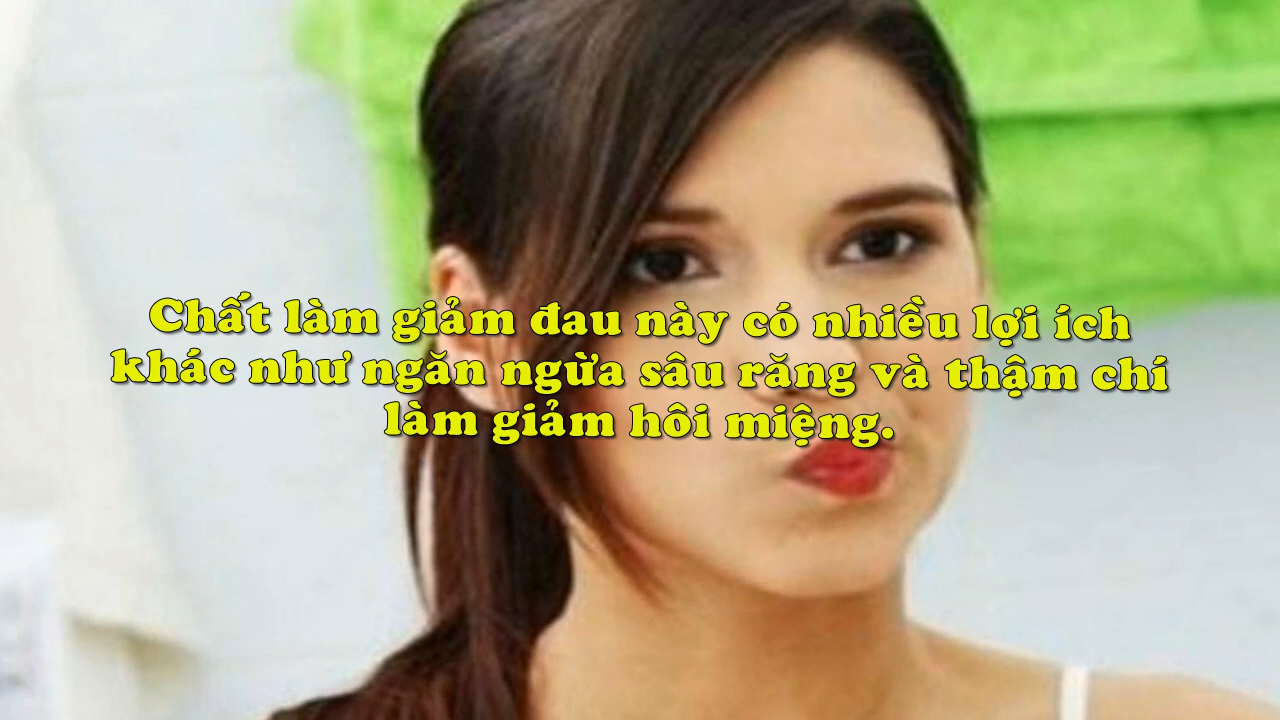 Chất làm giảm đau này có nhiều lợi ích
khác như ngăn ngừa sâu răng và thậm chí
làm giảm hôi miệng.